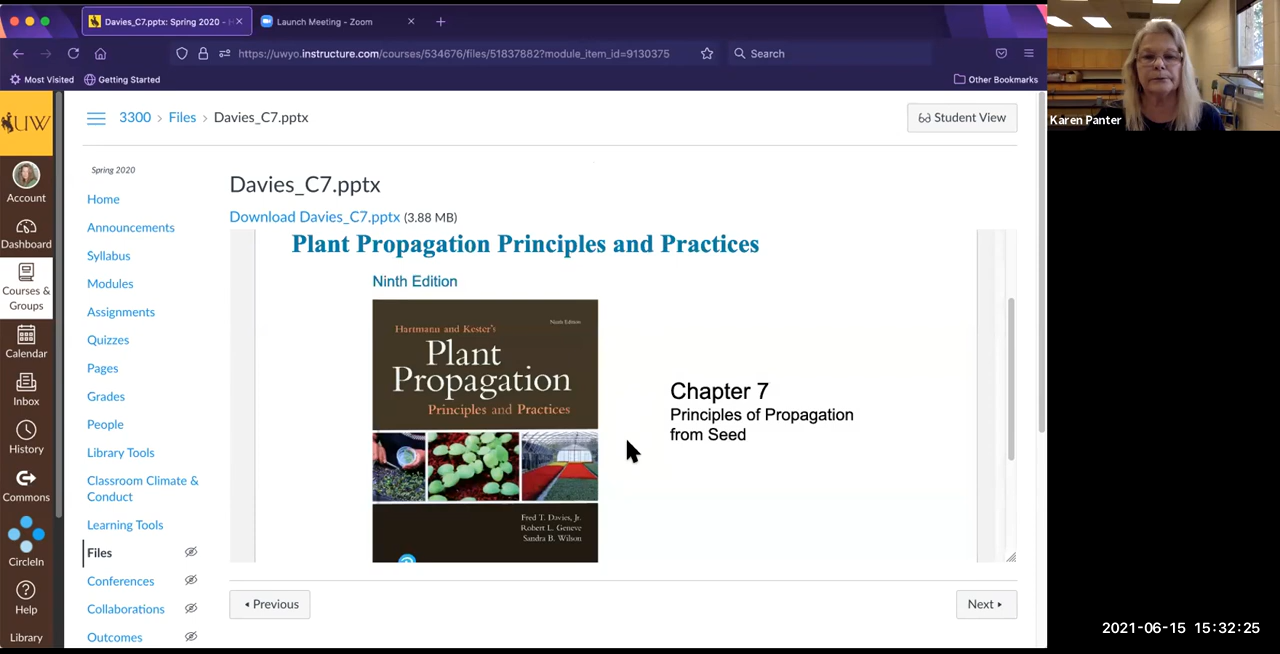 Davies_C7.pptx: Spring 2020 -
Launch Meeting - Zoom
https://uwyo.instructure.com/courses/534676/files/51837882?module_item_id=9130375
Search
Most Visited
Getting Started
Other Bookmarks
Karen Panter
UW
Account
Dashboard
Courses &
Groups
Calendar
Inbox
History
Commons
CircleIn
Help
Library
3300 > Files > Davies_C7.pptx
Student View
Spring 2020
Home
Announcements
Syllabus
Modules
Assignments
Quizzes
Pages
Grades
People
Library Tools
Classroom Climate &
Conduct
Learning Tools
Files
Conferences
Collaborations
Outcomes
Davies_C7.pptx
Download Davies_C7.pptx (3.88 MB)
Plant Propagation Principles and Practices
Ninth Edition
Ninth Edition
Hartmann and Kester's
Plant
Propagation
Principles and Practices
Fred T. Davies, Jr.
Robert L. Geneve
Sandra B. Wilson
Chapter 7
Principles of Propagation
from Seed
Previous
Next
2021-06-15 15:32:25